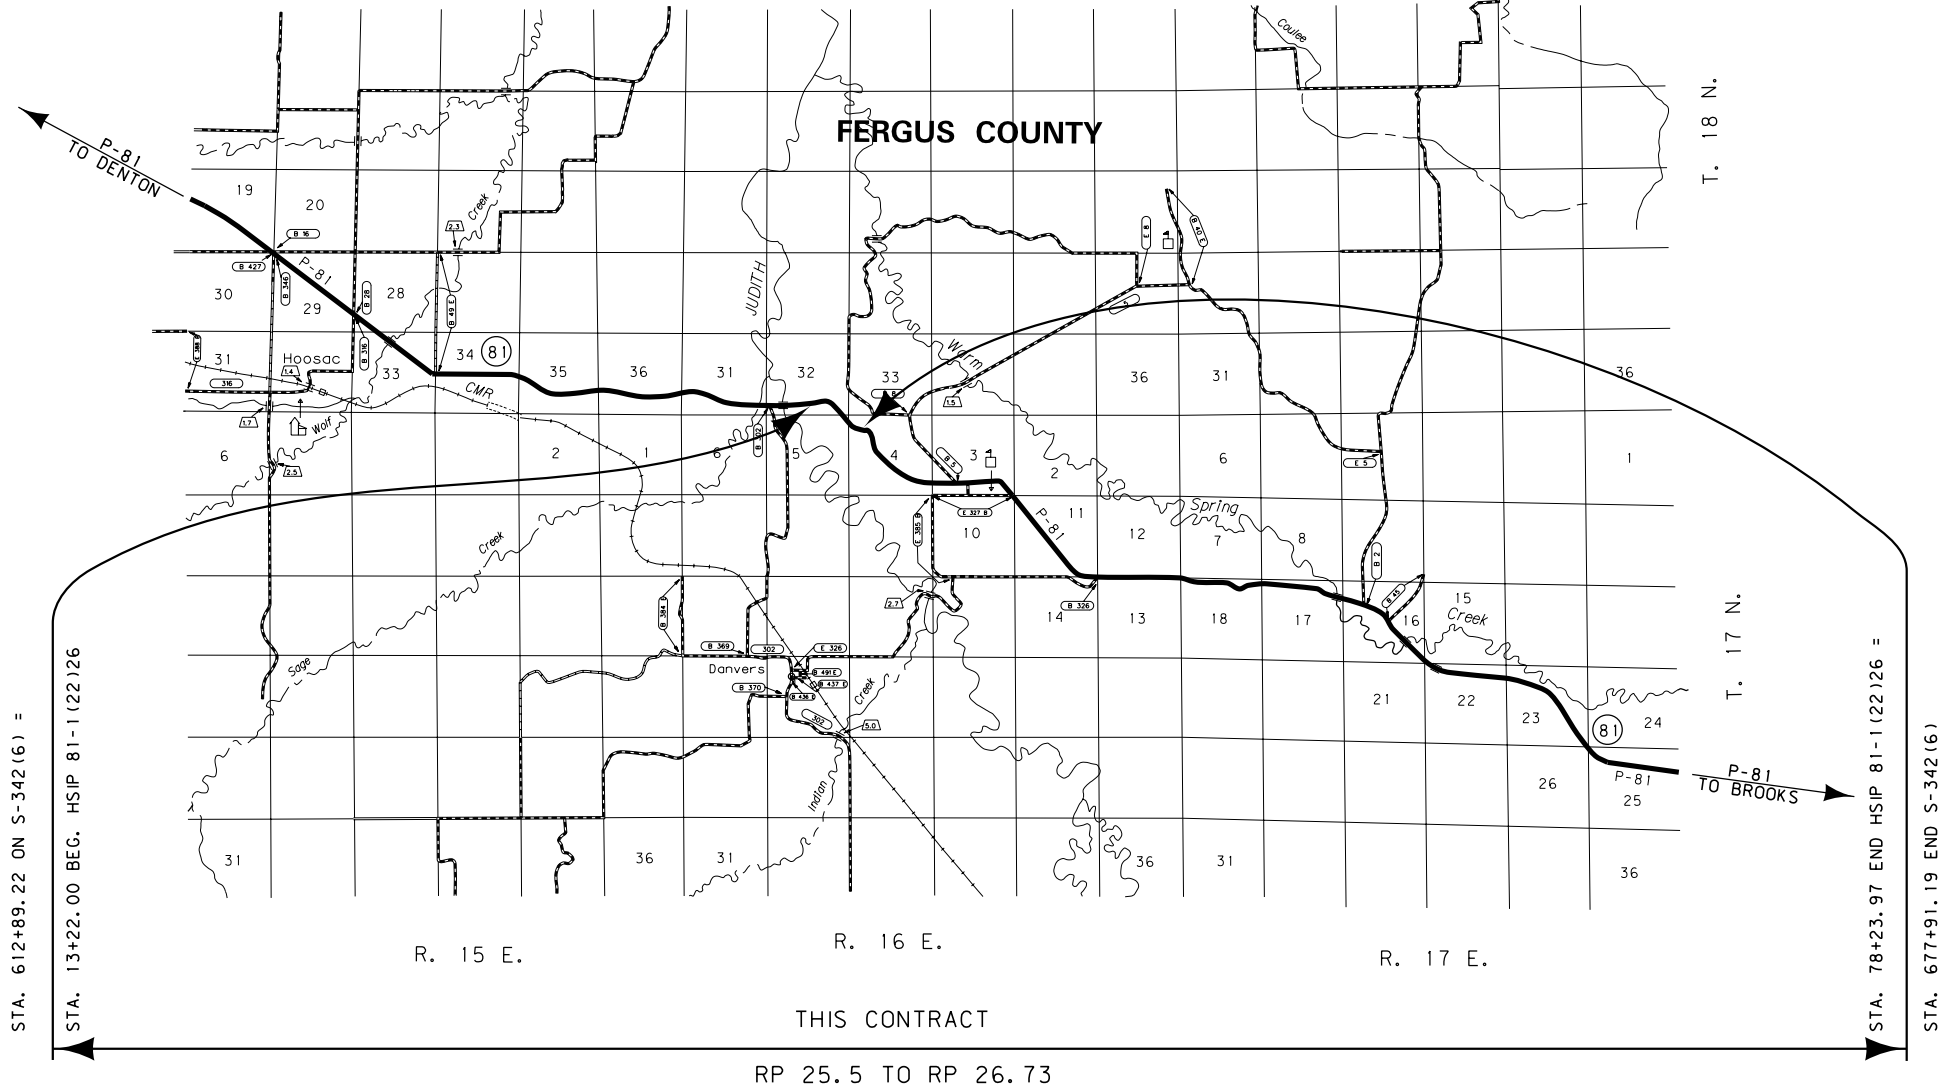 FERGUS COUNTY
Coulee
T. 18 N.
P-81
TO DENTON
19
20
Creek
2.3
B 16
E 8
B 40 E
B 427
P-81
B 346
30
29
28
B 28
B 49 E
JUDITH
Warm
31
Hoosac
B 316
34
81
33
35
36
31
32
33
36
31
36
316
1.4
CMR
1.5
1.7
Wolf
6
2.5
2
1
6
B 302
5
4
3
B 5
2
6
E 5
1
E 327 B
E 385 B
10
11
P-81
12
Spring
7
8
Creek
B 2
B 45
B 384 E
2.7
B 326
14
13
18
17
16
15
Creek
T. 17 N.
Sage
B 369
302
E 326
Danvers
B 491 E
B 437 E
B 370
B 436 E
302
5.0
Creek
21
22
23
24
81
P-81
TO BROOKS
P-81
26
25
Indian
31
36
31
36
31
36
R. 15 E.
R. 16 E.
R. 17 E.
STA. 612+89.22 ON S-342(6) =
STA. 13+22.00 BEG. HSIP 81-1(22)26
STA. 78+23.97 END HSIP 81-1(22)26 =
STA. 677+91.19 END S-342(6)
THIS CONTRACT
RP 25.5 TO RP 26.73